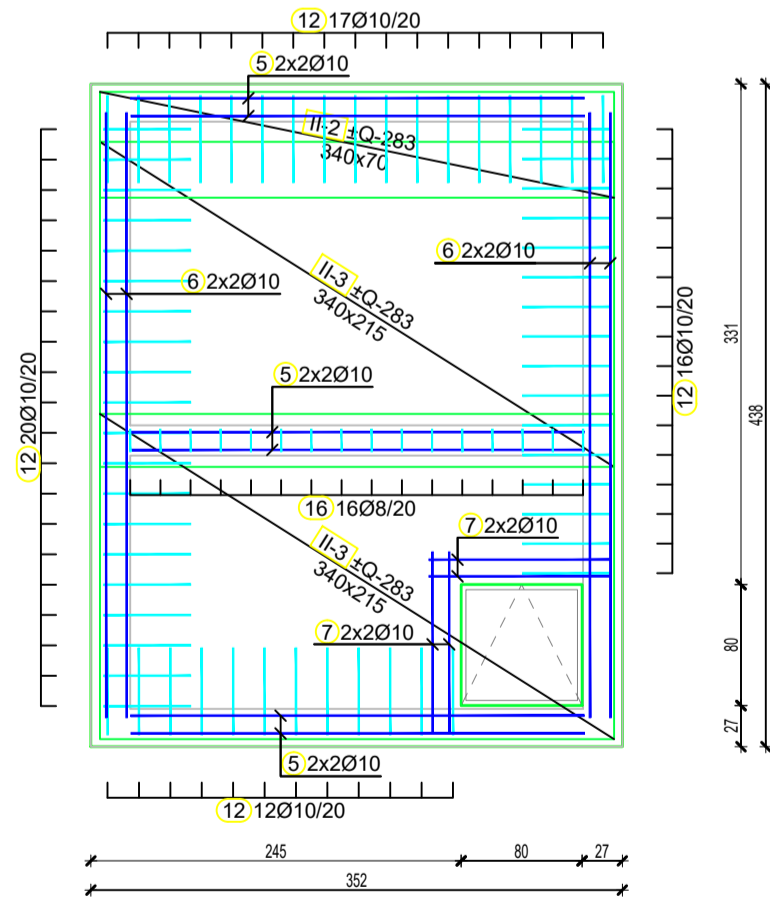 12 17Ø10/20
5 2x2Ø10
II-2 ±Q-283
340x70
6 2x2Ø10
6 2x2Ø10
II-3 ±Q-283
340x215
12 20Ø10/20
12 16Ø10/20
331
438
5 2x2Ø10
16 16Ø8/20
7 2x2Ø10
II-3 ±Q-283
340x215
7 2x2Ø10
80
27
5 2x2Ø10
12 12Ø10/20
245
80
27
352